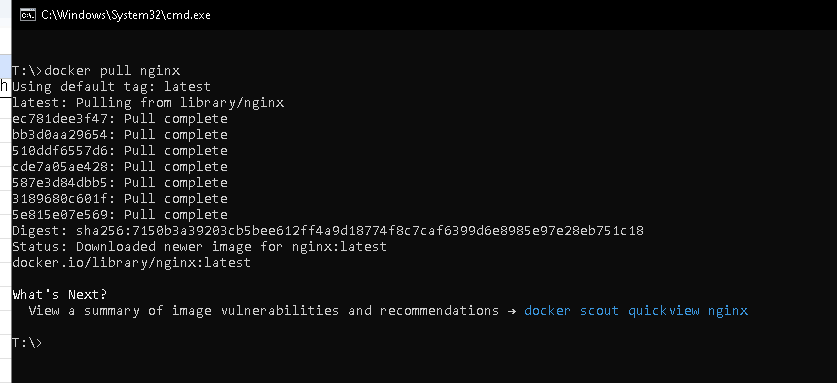 C:\Windows\System32\cmd.exe
T:\>docker pull nginx
Using default tag: latest
h
latest: Pulling from library/nginx
ec781dee3f47: Pull complete
bb3d0aa29654: Pull complete
510ddf6557d6: Pull complete
cde7a05ae428: Pull complete
587e3d84dbb5: Pull complete
3189680c601f: Pull complete
5e815e07e569: Pull complete
Digest: sha256:7150b3a39203cb5bee612ff4a9d18774f8c7caf6399d6e8985e97e28eb751c18
Status: Downloaded newer image for nginx:latest
docker.io/library/nginx:latest
What's Next?
View a summary of image vulnerabilities and recommendations → docker scout quickview nginx
T:\>